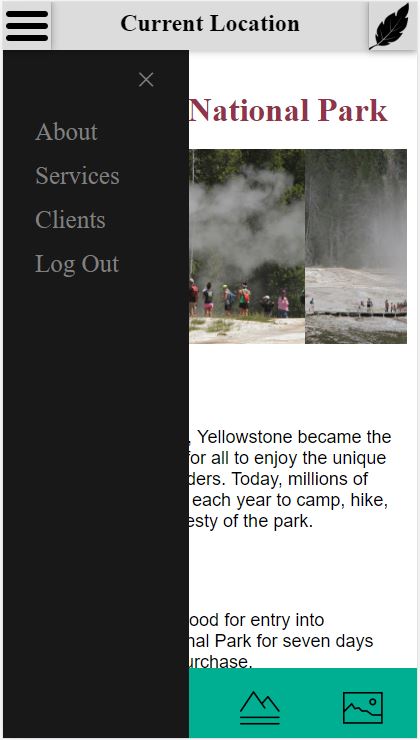 Current Location
National Park
About
Services
Clients
Log Out
, Yellowstone became the
for all to enjoy the unique
ders. Today, millions of
each year to camp, hike,
esty of the park.
ood for entry into
nal Park for seven days
urchase.